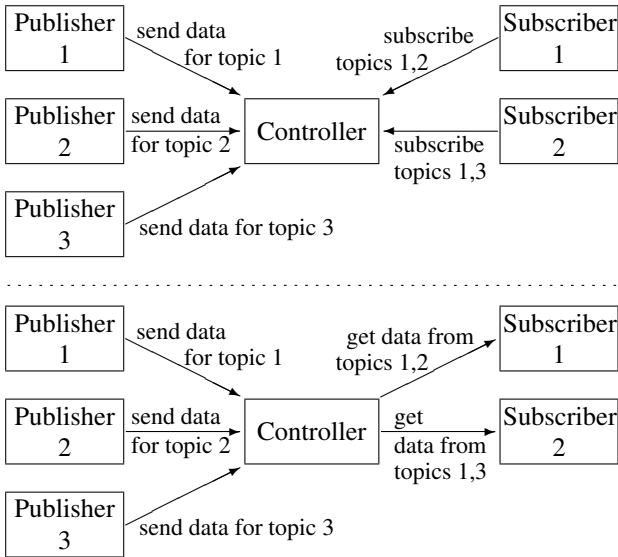 Publisher
1
send data
for topic 1
subscribe
topics 1,2
Subscriber
1
Publisher
2
send data
for topic 2
Controller
subscribe
topics 1,3
Subscriber
2
Publisher
3
send data for topic 3
Publisher
1
send data
for topic 1
get data from
topics 1,2
Subscriber
1
Publisher
2
send data
for topic 2
Controller
get
data from
topics 1,3
Subscriber
2
Publisher
3
send data for topic 3